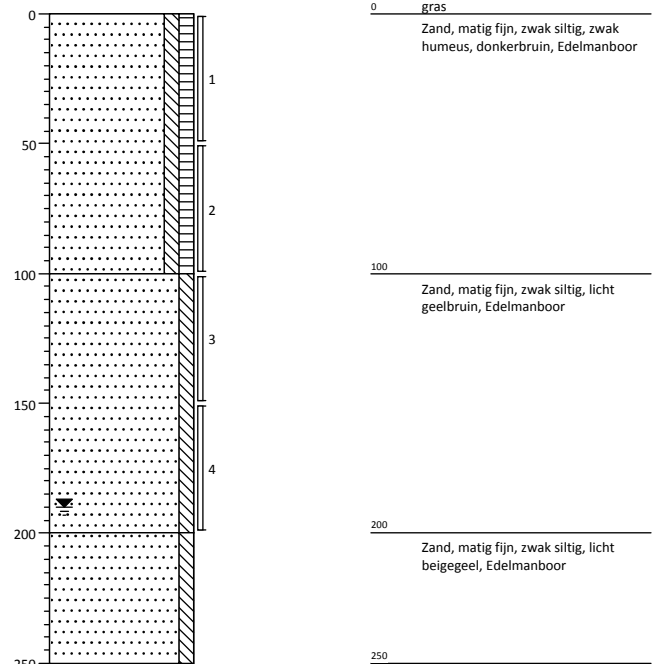 0
50
100
150
200
250
1
2
3
4
0 gras
Zand, matig fijn, zwak siltig, zwak
humeus, donkerbruin, Edelmanboor
100
Zand, matig fijn, zwak siltig, licht
geelbruin, Edelmanboor
200
Zand, matig fijn, zwak siltig, licht
beigegeel, Edelmanboor
250